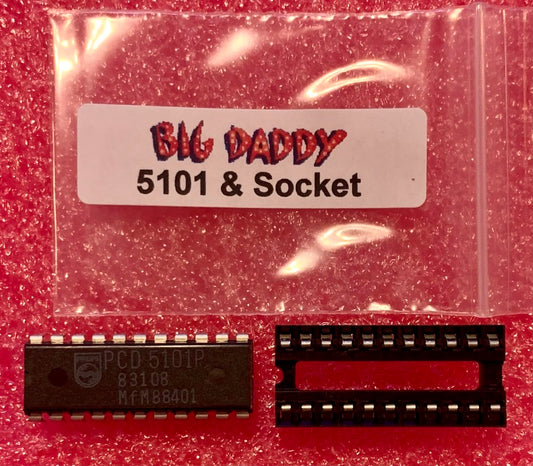 BIG DADDY
5101 & Socket
PCD 5101P
83108
MfM88401